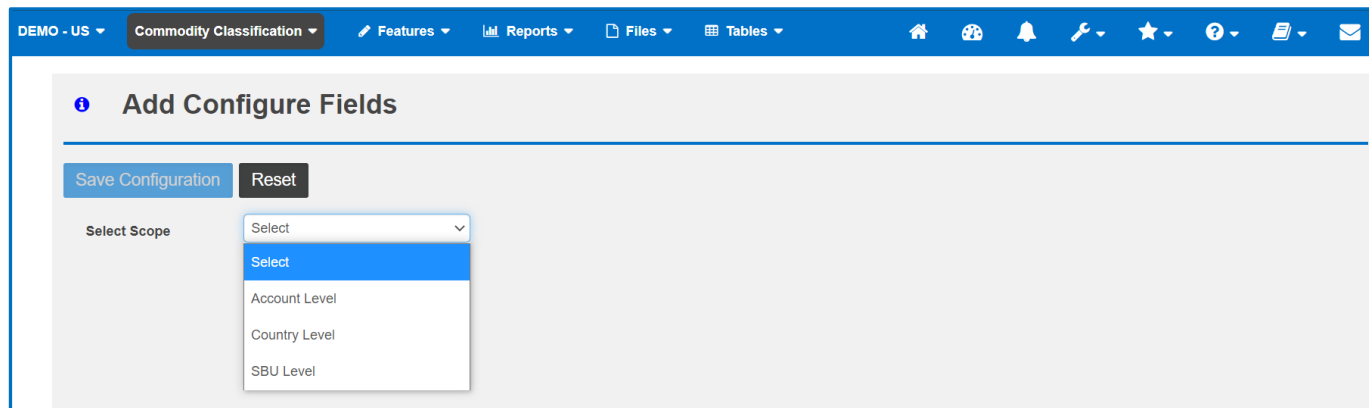 DEMO - US Commodity Classification Features Reports Files Tables
Add Configure Fields
Save Configuration Reset
Select Scope Select
Select
Account Level
Country Level
SBU Level